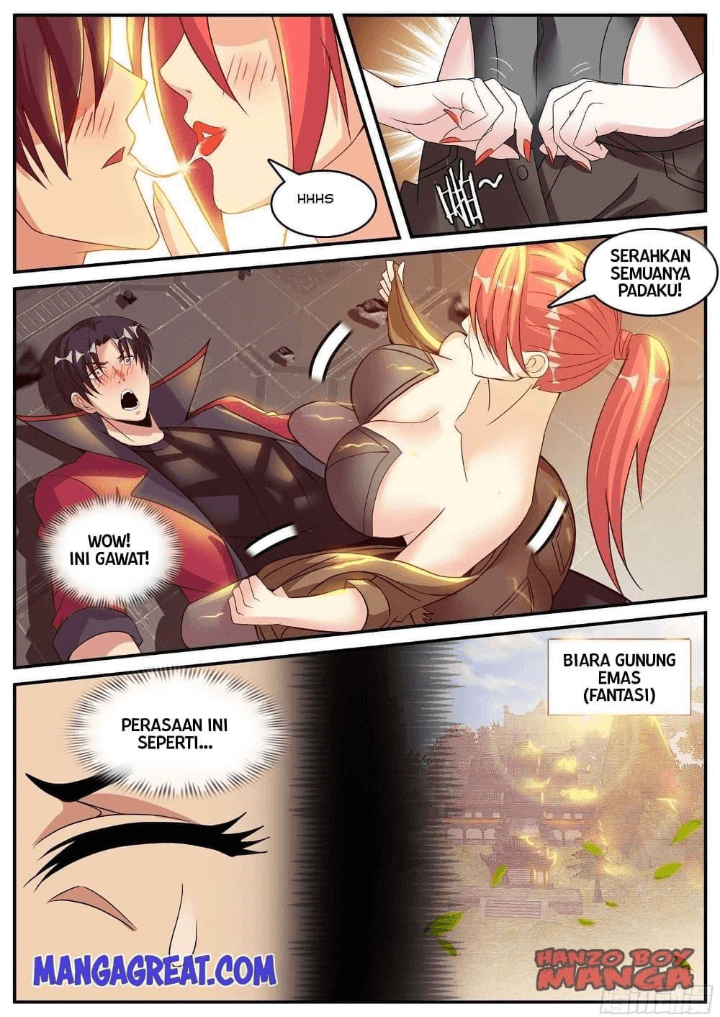 HHHS
SERAHKAN
SEMUANYA
PADAKU!
WOW!
INI GAWAT!
PERASAAN INI
SEPERTI...
BIARA GUNUNG
EMAS
(FANTASI)
MANGAGREAT.COM
HANZO BOY
MANGA